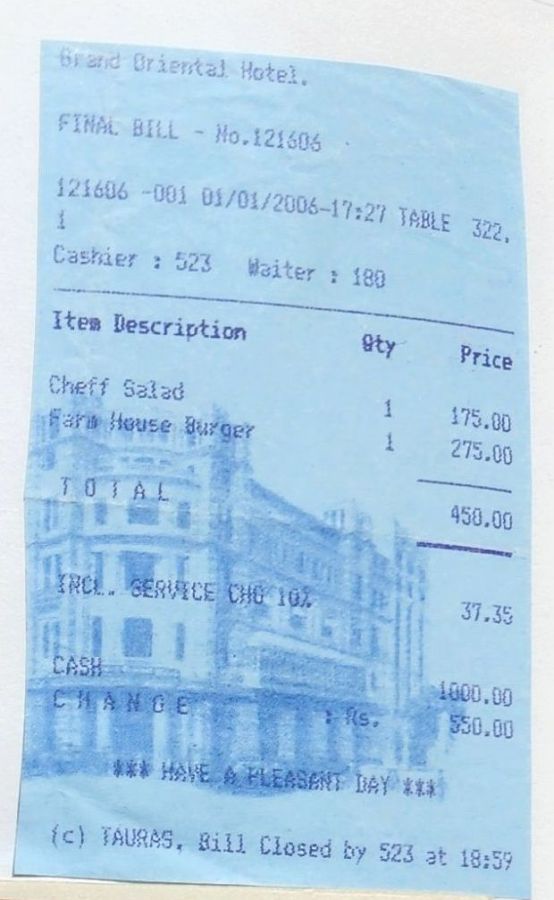 Grand Oriental Hotel.
FINAL BILL - No.121606
121606 -001 01/01/2006-17:27 TABLE 322.
1
Cashier : 523 Waiter : 180
Item Description Qty Price
Cheff Salad 1 175.00
Farm House Burger 1 275.00
T O T A L 450.00
INCL. SERVICE CHG 10% 37.35
CASH 1000.00
C H A N G E : Rs. 550.00
*** HAVE A PLEASANT DAY ***
(c) TAURAS, Bill Closed by 523 at 18:59